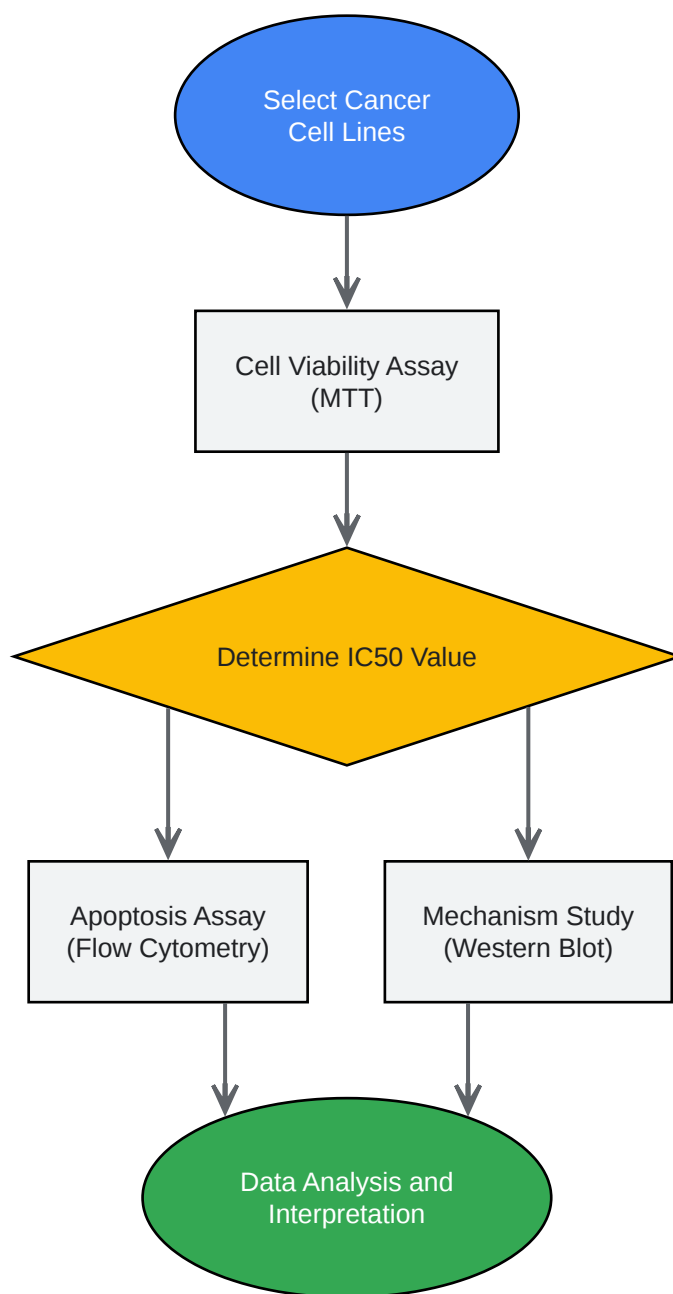 Select Cancer
Cell Lines
Cell Viability Assay
(MTT)
Determine IC50 Value
Apoptosis Assay
(Flow Cytometry)
Mechanism Study
(Western Blot)
Data Analysis and
Interpretation